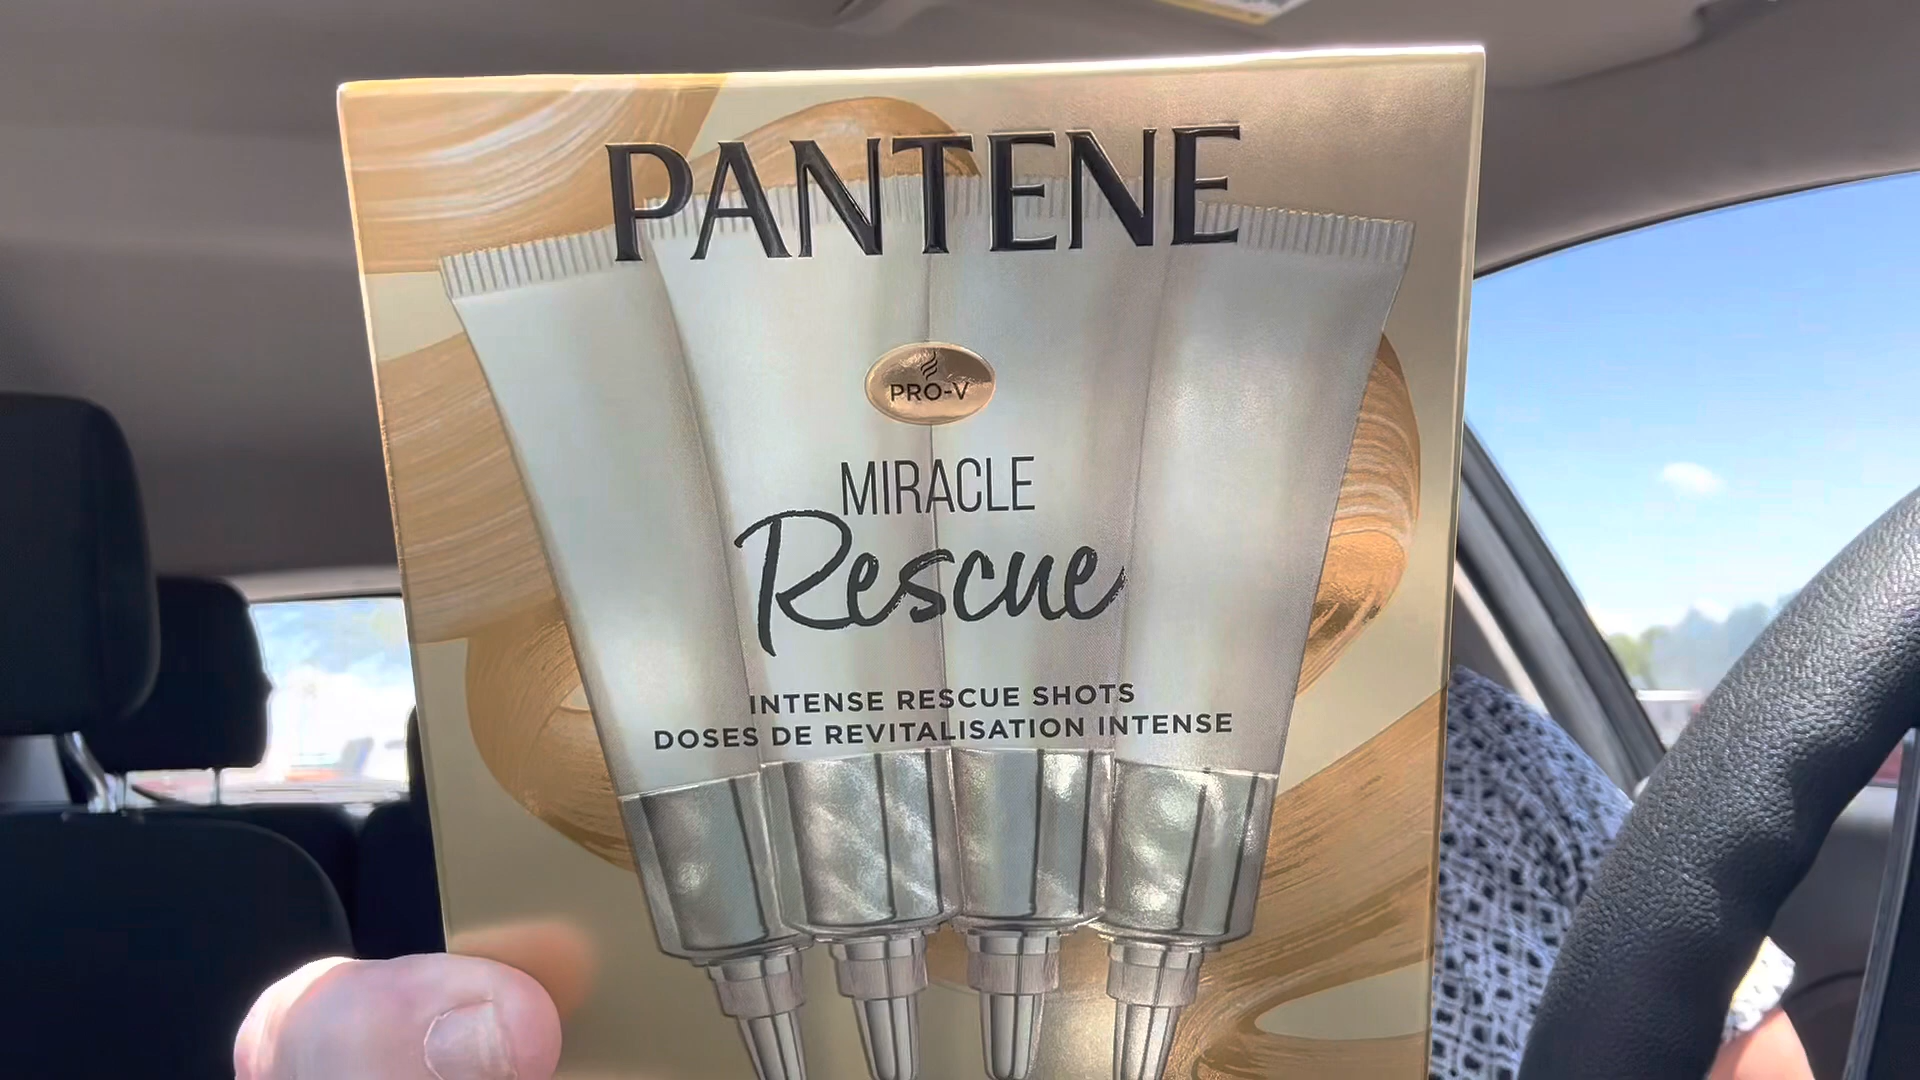 PANTENE
PRO-V
MIRACLE
Rescue
INTENSE RESCUE SHOTS
DOSES DE REVITALISATION INTENSE